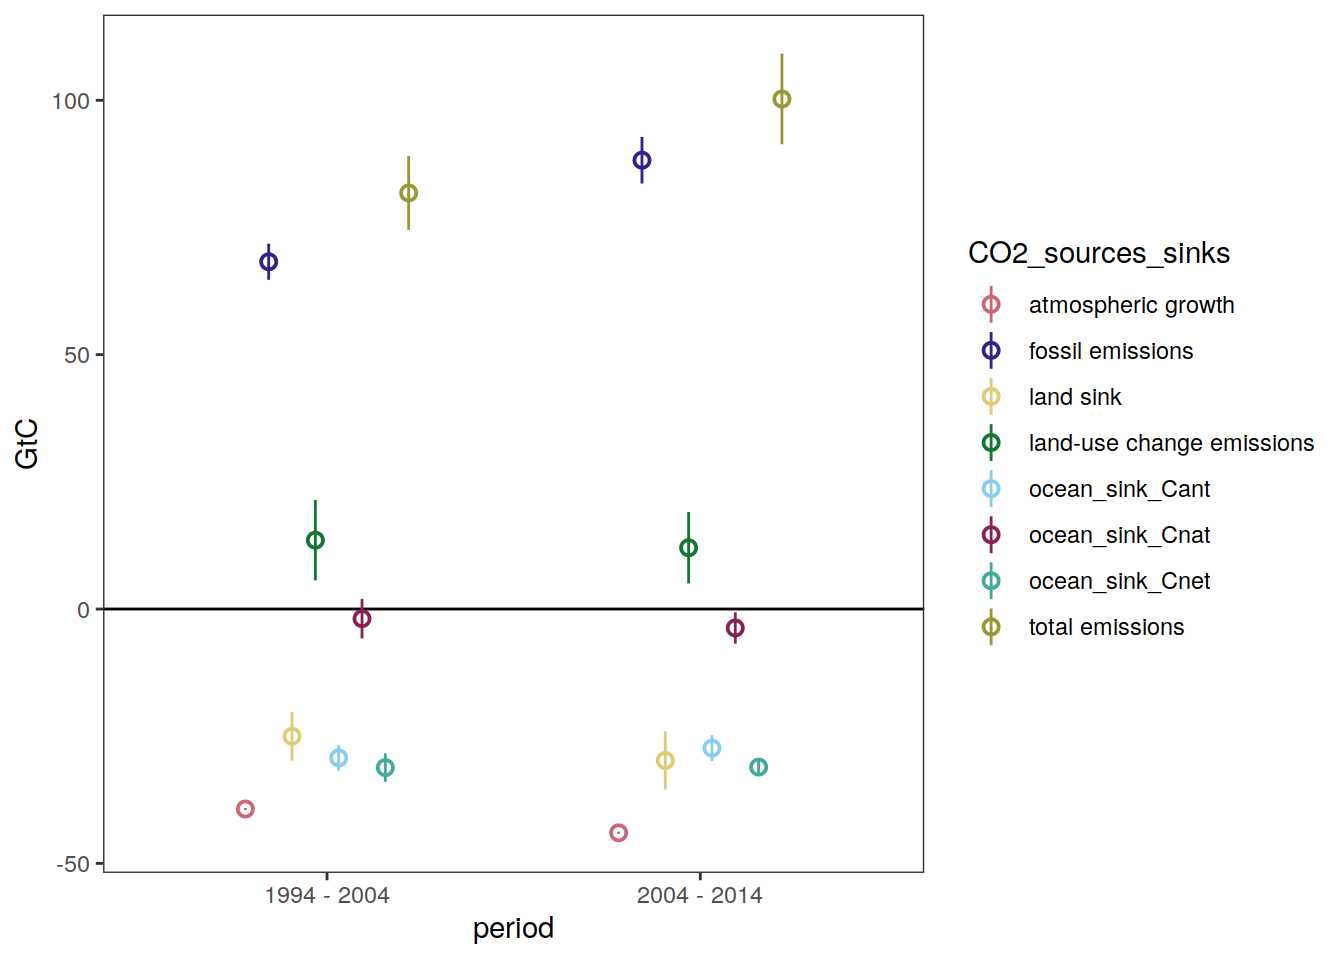 100
50
0
-50
GtC
1994 - 2004
2004 - 2014
period
CO2_sources_sinks
atmospheric growth
fossil emissions
land sink
land-use change emissions
ocean_sink_Cant
ocean_sink_Cnat
ocean_sink_Cnet
total emissions